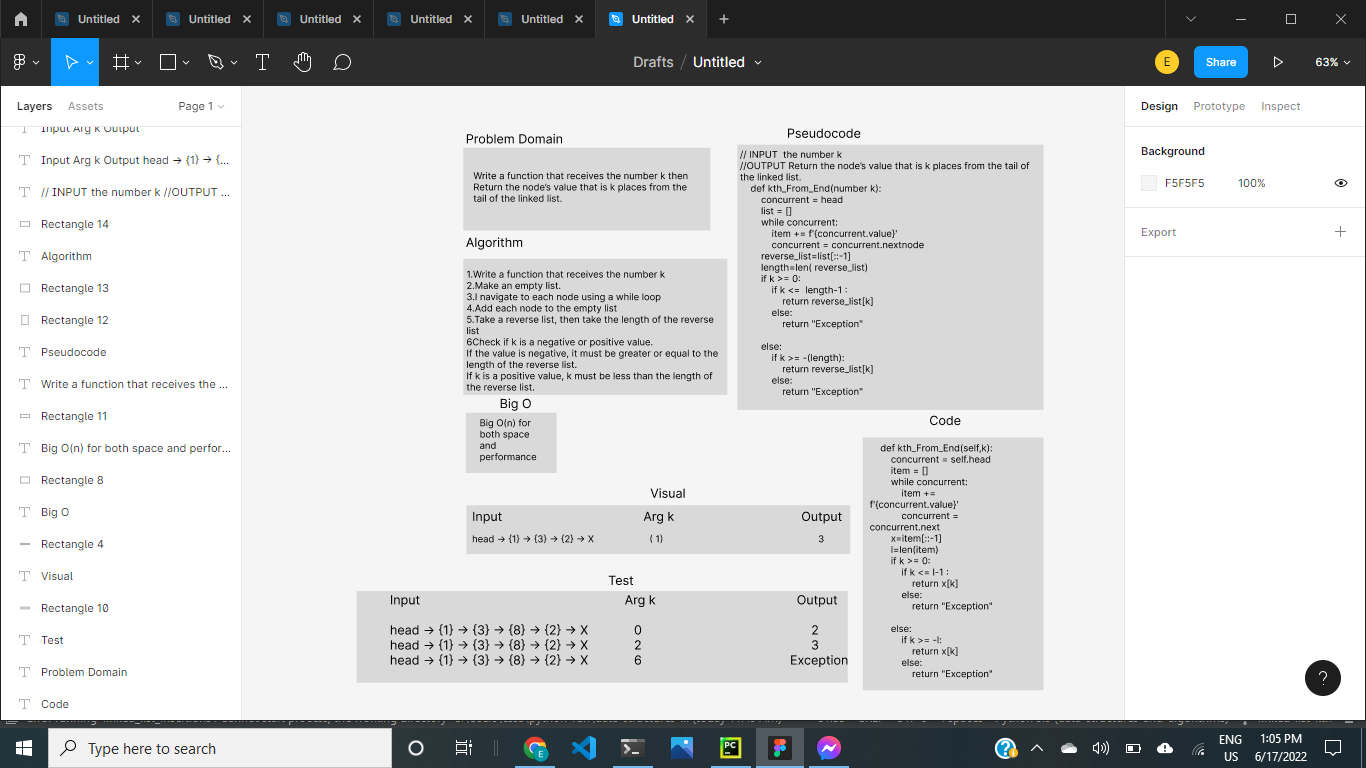 Untitled
Untitled
Untitled
Untitled
Untitled
Untitled
Drafts / Untitled
E
Share
63%
Layers
Assets
Page 1
Input Arg k Output
Input Arg k Output head → {1} → {...
// INPUT the number k //OUTPUT ...
Rectangle 14
Algorithm
Rectangle 13
Rectangle 12
Pseudocode
Write a function that receives the ...
Rectangle 11
Big O(n) for both space and perfor...
Rectangle 8
Big O
Rectangle 4
Visual
Rectangle 10
Test
Problem Domain
Code
Problem Domain
Write a function that receives the number k then
Return the node's value that is k places from the
tail of the linked list.
Algorithm
1.Write a function that receives the number k
2.Make an empty list.
3.I navigate to each node using a while loop
4.Add each node to the empty list
5.Take a reverse list, then take the length of the reverse
list
6Check if k is a negative or positive value.
If the value is negative, it must be greater or equal to the
length of the reverse list.
If k is a positive value, k must be less than the length of
the reverse list.
Big O
Big O(n) for
both space
and
performance
Pseudocode
// INPUT the number k
//OUTPUT Return the node's value that is k places from the tail of
the linked list.
def kth_From_End(number k):
concurrent = head
list = []
while concurrent:
item += f'{concurrent.value}'
concurrent = concurrent.nextnode
reverse_list=list[::-1]
length=len( reverse_list)
if k >= 0:
if k <= length-1 :
return reverse_list[k]
else:
return "Exception"
else:
if k >= -(length):
return reverse_list[k]
else:
return "Exception"
Code
def kth_From_End(self,k):
concurrent = self.head
item = []
while concurrent:
item +=
f'{concurrent.value}'
concurrent =
concurrent.next
x=item[::-1]
l=len(item)
if k >= 0:
if k <= l-1 :
return x[k]
else:
return "Exception"
else:
if k >= -l:
return x[k]
else:
return "Exception"
Visual
Input Arg k Output
head → {1} → {3} → {2} → X ( 1) 3
Test
Input Arg k Output
head → {1} → {3} → {8} → {2} → X 0 2
head → {1} → {3} → {8} → {2} → X 2 3
head → {1} → {3} → {8} → {2} → X 6 Exception
Design
Prototype
Inspect
Background
F5F5F5 100%
Export
?
Type here to search
E
PC
ENG
US
1:05 PM
6/17/2022